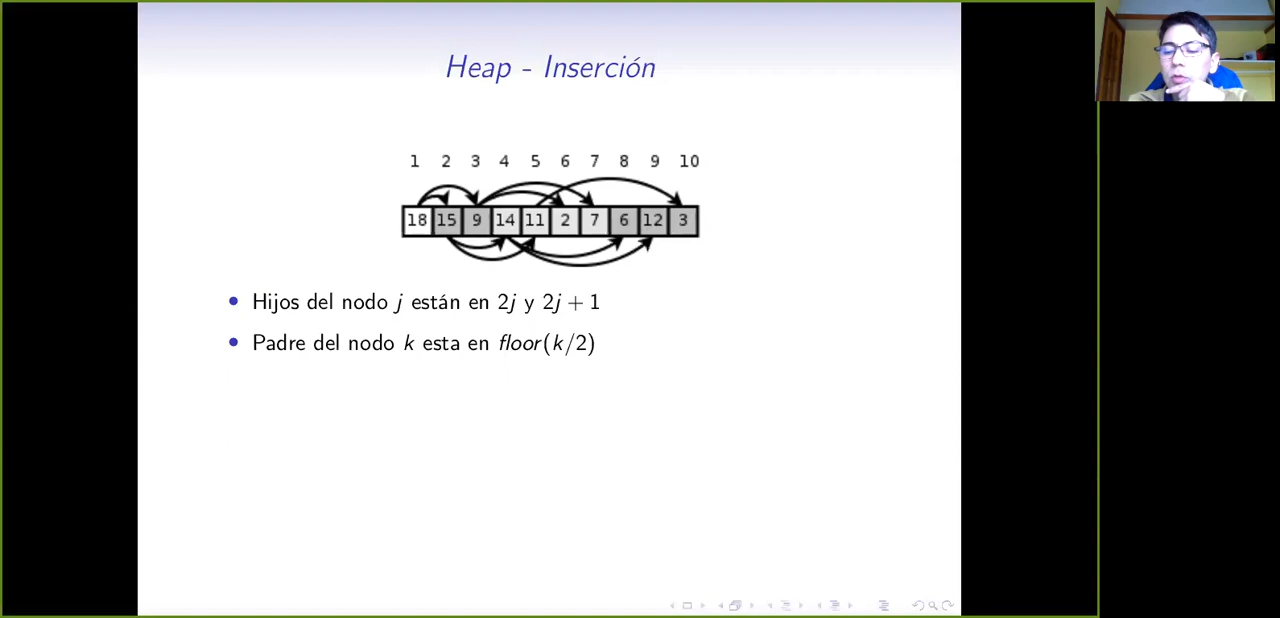 Heap - Inserción
1 2 3 4 5 6 7 8 9 10
18 15 9 14 11 2 7 6 12 3
• Hijos del nodo j están en 2j y 2j + 1
• Padre del nodo k esta en floor(k/2)